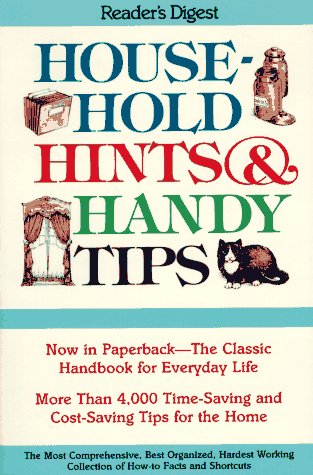 Reader's Digest
HOUSE-
HOLD
HINTS &
HANDY
TIPS
Now in Paperback—The Classic
Handbook for Everyday Life
More Than 4,000 Time-Saving and
Cost-Saving Tips for the Home
The Most Comprehensive, Best Organized, Hardest Working
Collection of How-to Facts and Shortcuts